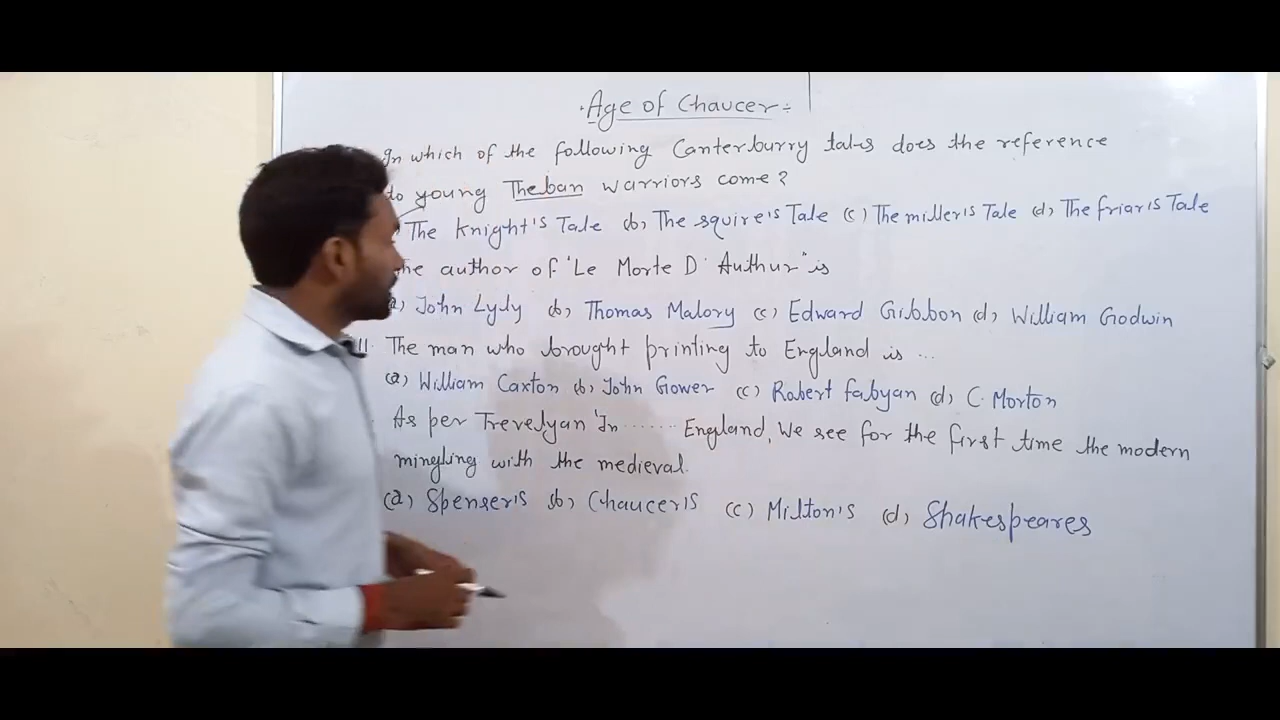 Age of Chaucer:
In which of the following Canterburry tales does the reference
to young Theban warriors come?
The Knight's Tale (b) The squire's Tale (c) The miller's Tale (d) The friar's Tale
The author of "Le Morte D' Authur" is
(a) John Lyly (b) Thomas Malory (c) Edward Gibbon (d) William Godwin
III. The man who brought printing to England is ...
(a) William Caxton (b) John Gower (c) Robert fabyan (d) C. Morton
As per Trevelyan 'In ....... England, We see for the first time the modern
mingling with the medieval.
(a) Spenser's (b) Chaucer's (c) Milton's (d) Shakespeares